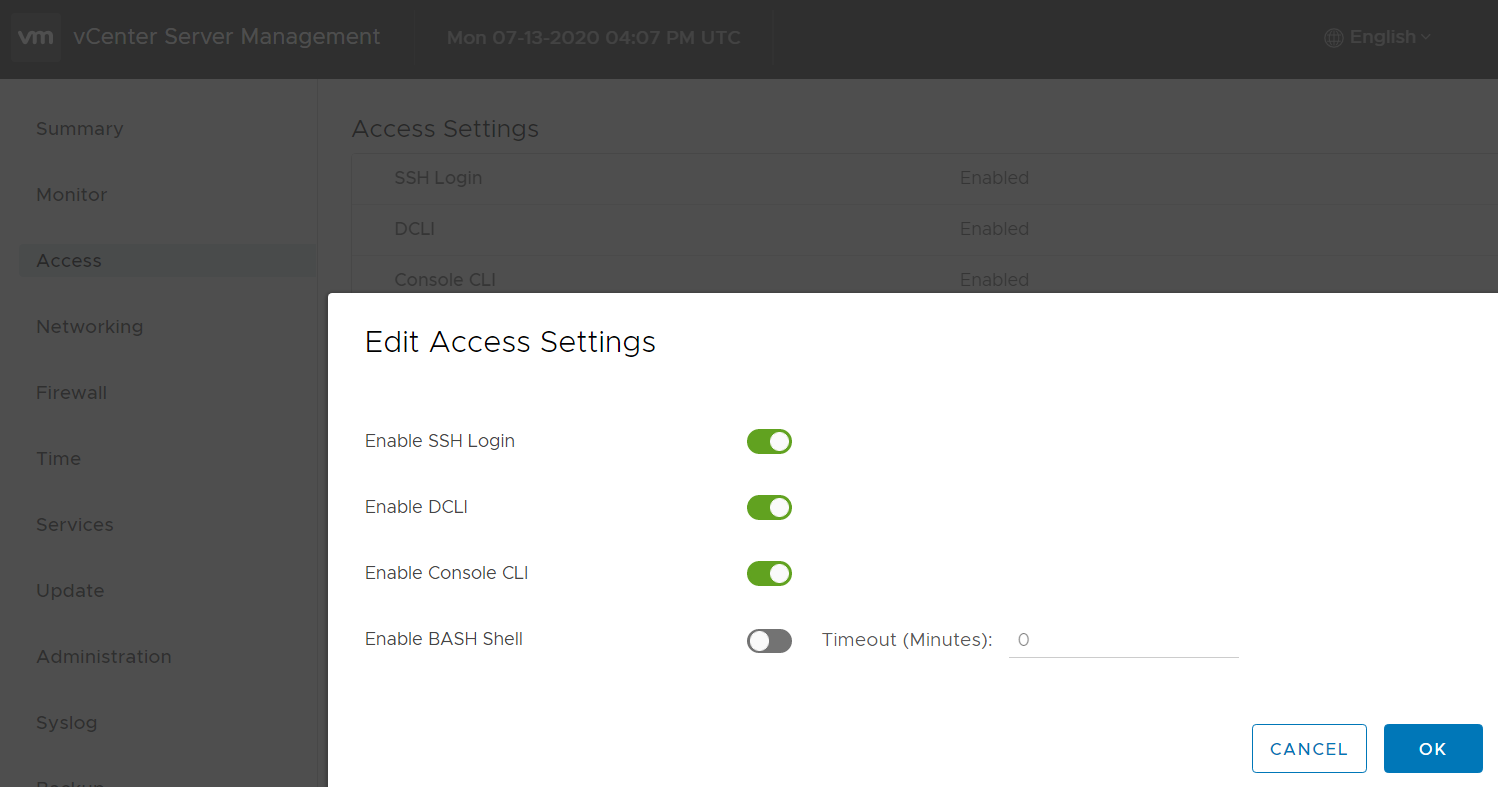 vm vCenter Server Management Mon 07-13-2020 04:07 PM UTC English
Summary
Monitor
Access
Networking
Firewall
Time
Services
Update
Administration
Syslog
Backup
Access Settings
SSH Login Enabled
DCLI Enabled
Console CLI Enabled
Edit Access Settings
Enable SSH Login
Enable DCLI
Enable Console CLI
Enable BASH Shell Timeout (Minutes): 0
CANCEL OK